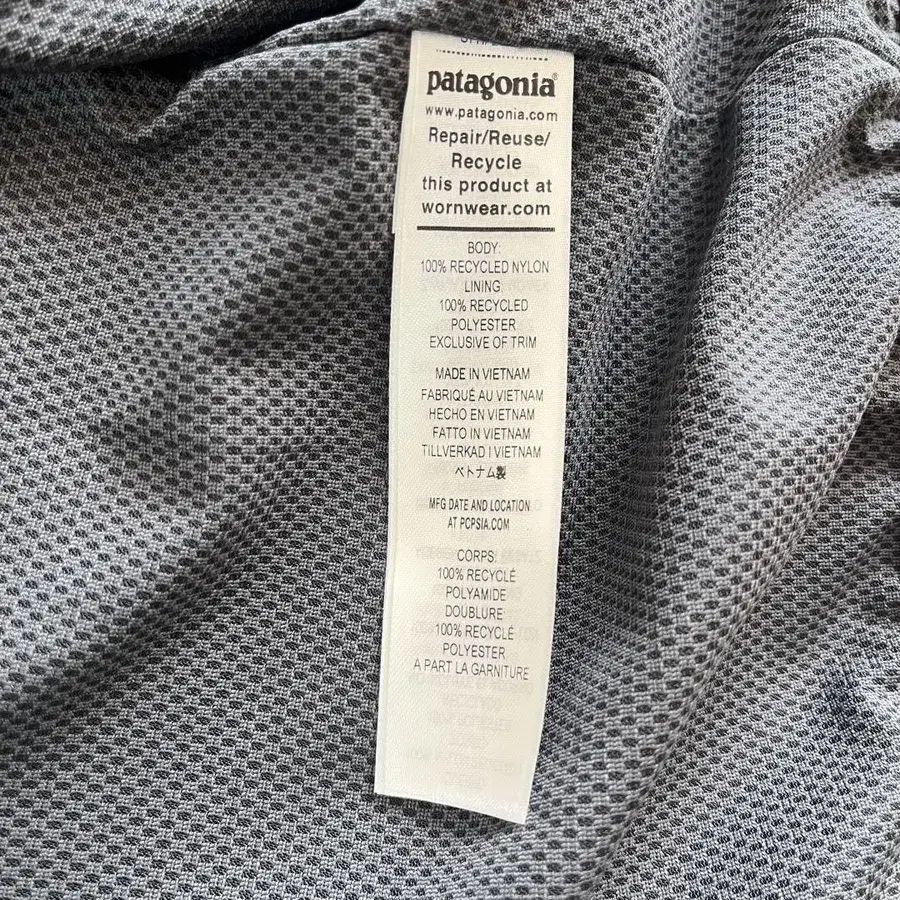 patagonia®
www.patagonia.com
Repair/Reuse/
Recycle
this product at
wornwear.com
BODY:
100% RECYCLED NYLON
LINING:
100% RECYCLED
POLYESTER
EXCLUSIVE OF TRIM
MADE IN VIETNAM
FABRIQUÉ AU VIETNAM
HECHO EN VIETNAM
FATTO IN VIETNAM
TILLVERKAD I VIETNAM
ベトナム製
MFG DATE AND LOCATION
AT PCPSIA.COM
CORPS:
100% RECYCLÉ
POLYAMIDE
DOUBLURE:
100% RECYCLÉ
POLYESTER
A PART LA GARNITURE